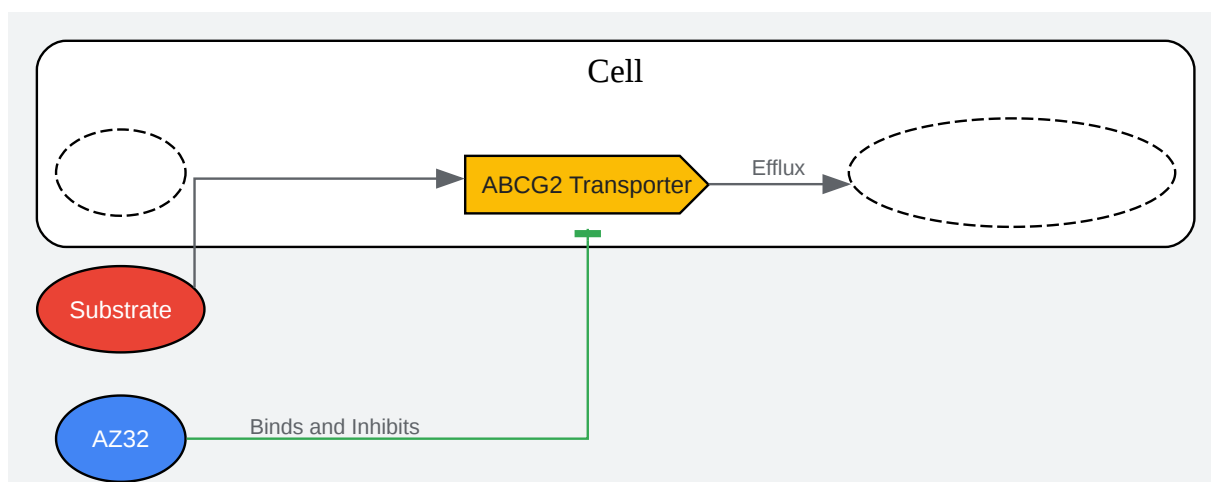 Cell
ABCG2 Transporter
Efflux
Substrate
Binds and Inhibits
AZ32